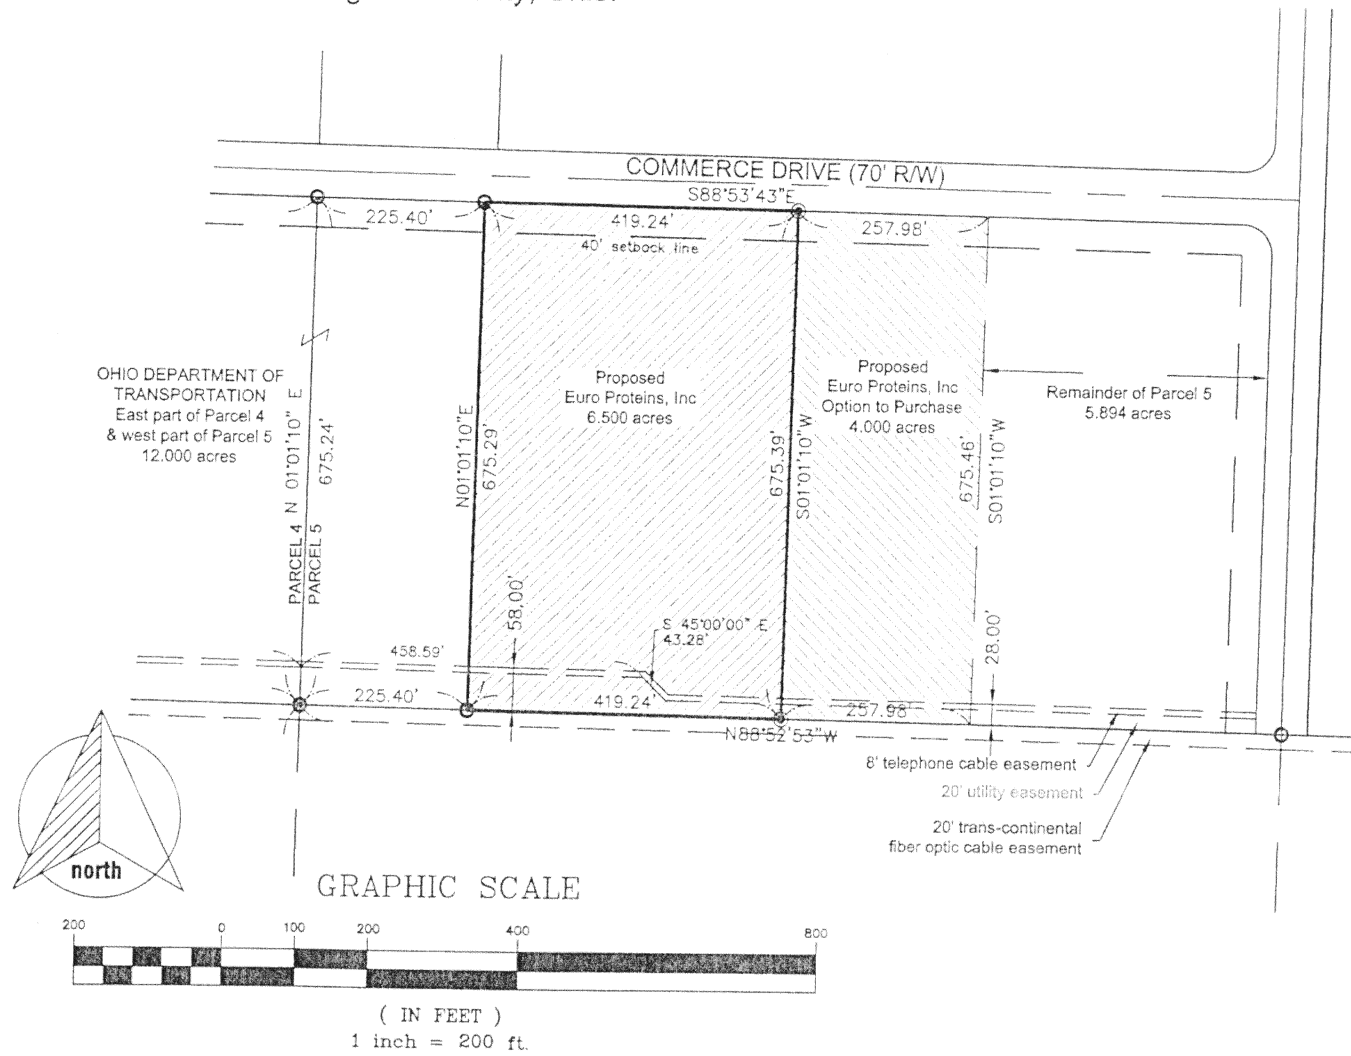 COMMERCE DRIVE (70' R/W)
S88°53'43"E
225.40'
419.24'
257.98'
40' setback line
OHIO DEPARTMENT OF
TRANSPORTATION
East part of Parcel 4
& west part of Parcel 5
12.000 acres
N 01°01'10" E
675.24'
PARCEL 4
PARCEL 5
N01°01'10"E
675.29'
Proposed
Euro Proteins, Inc
6.500 acres
675.39'
S01°01'10"W
Proposed
Euro Proteins, Inc
Option to Purchase
4.000 acres
675.46'
S01°01'10"W
Remainder of Parcel 5
5.894 acres
58.00'
S 45°00'00" E
43.28'
28.00'
458.59'
225.40'
419.24'
257.98'
N88°52'53"W
8' telephone cable easement
20' utility easement
20' trans-continental
fiber optic cable easement
north
GRAPHIC SCALE
200 0 100 200 400 800
( IN FEET )
1 inch = 200 ft.